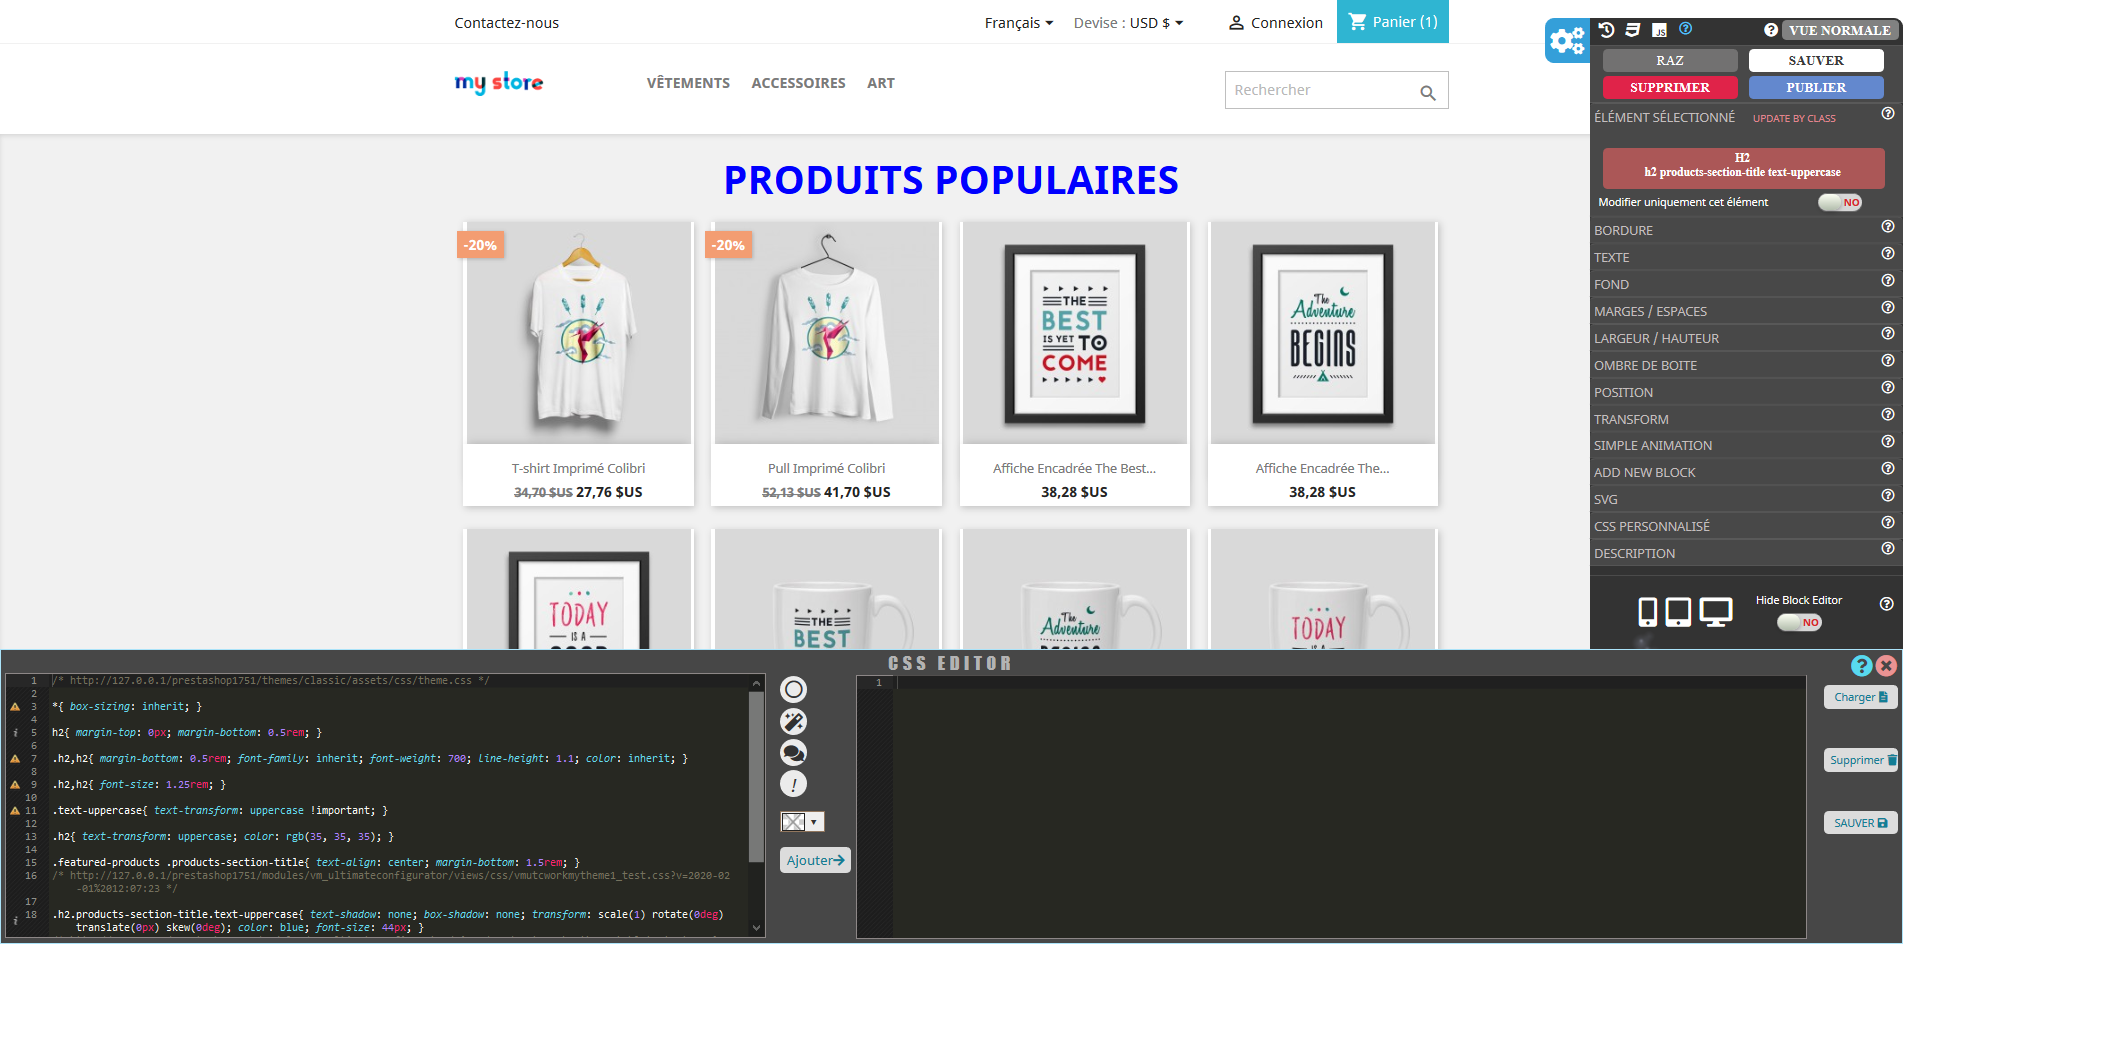 Contactez-nous
Français
Devise : USD $
Connexion
Panier (1)
my store
VÊTEMENTS
ACCESSOIRES
ART
Rechercher
PRODUITS POPULAIRES
-20%
-20%
THE
BEST
IS YET TO
COME
The
Adventure
BEGINS
T-shirt Imprimé Colibri
34,70 $US 27,76 $US
Pull Imprimé Colibri
52,13 $US 41,70 $US
Affiche Encadrée The Best...
38,28 $US
Affiche Encadrée The...
38,28 $US
TODAY
IS A
THE
BEST
The
Adventure
TODAY
JS
VUE NORMALE
RAZ
SAUVER
SUPPRIMER
PUBLIER
ÉLÉMENT SÉLECTIONNÉ
UPDATE BY CLASS
H2
h2 products-section-title text-uppercase
Modifier uniquement cet élément
NO
BORDURE
TEXTE
FOND
MARGES / ESPACES
LARGEUR / HAUTEUR
OMBRE DE BOITE
POSITION
TRANSFORM
SIMPLE ANIMATION
ADD NEW BLOCK
SVG
CSS PERSONNALISÉ
DESCRIPTION
Hide Block Editor
NO
CSS EDITOR
1 /* http://127.0.0.1/prestashop1751/themes/classic/assets/css/theme.css */
2
3 *{ box-sizing: inherit; }
4
5 h2{ margin-top: 0px; margin-bottom: 0.5rem; }
6
7 .h2,h2{ margin-bottom: 0.5rem; font-family: inherit; font-weight: 700; line-height: 1.1; color: inherit; }
8
9 .h2,h2{ font-size: 1.25rem; }
10
11 .text-uppercase{ text-transform: uppercase !important; }
12
13 .h2{ text-transform: uppercase; color: rgb(35, 35, 35); }
14
15 .featured-products .products-section-title{ text-align: center; margin-bottom: 1.5rem; }
16 /* http://127.0.0.1/prestashop1751/modules/vm_ultimateconfigurator/views/css/vmutcworkmytheme1_test.css?v=2020-02
-01%2012:07:23 */
17
18 .h2.products-section-title.text-uppercase{ text-shadow: none; box-shadow: none; transform: scale(1) rotate(0deg)
translate(0px) skew(0deg); color: blue; font-size: 44px; }
Ajouter
1
Charger
Supprimer
SAUVER